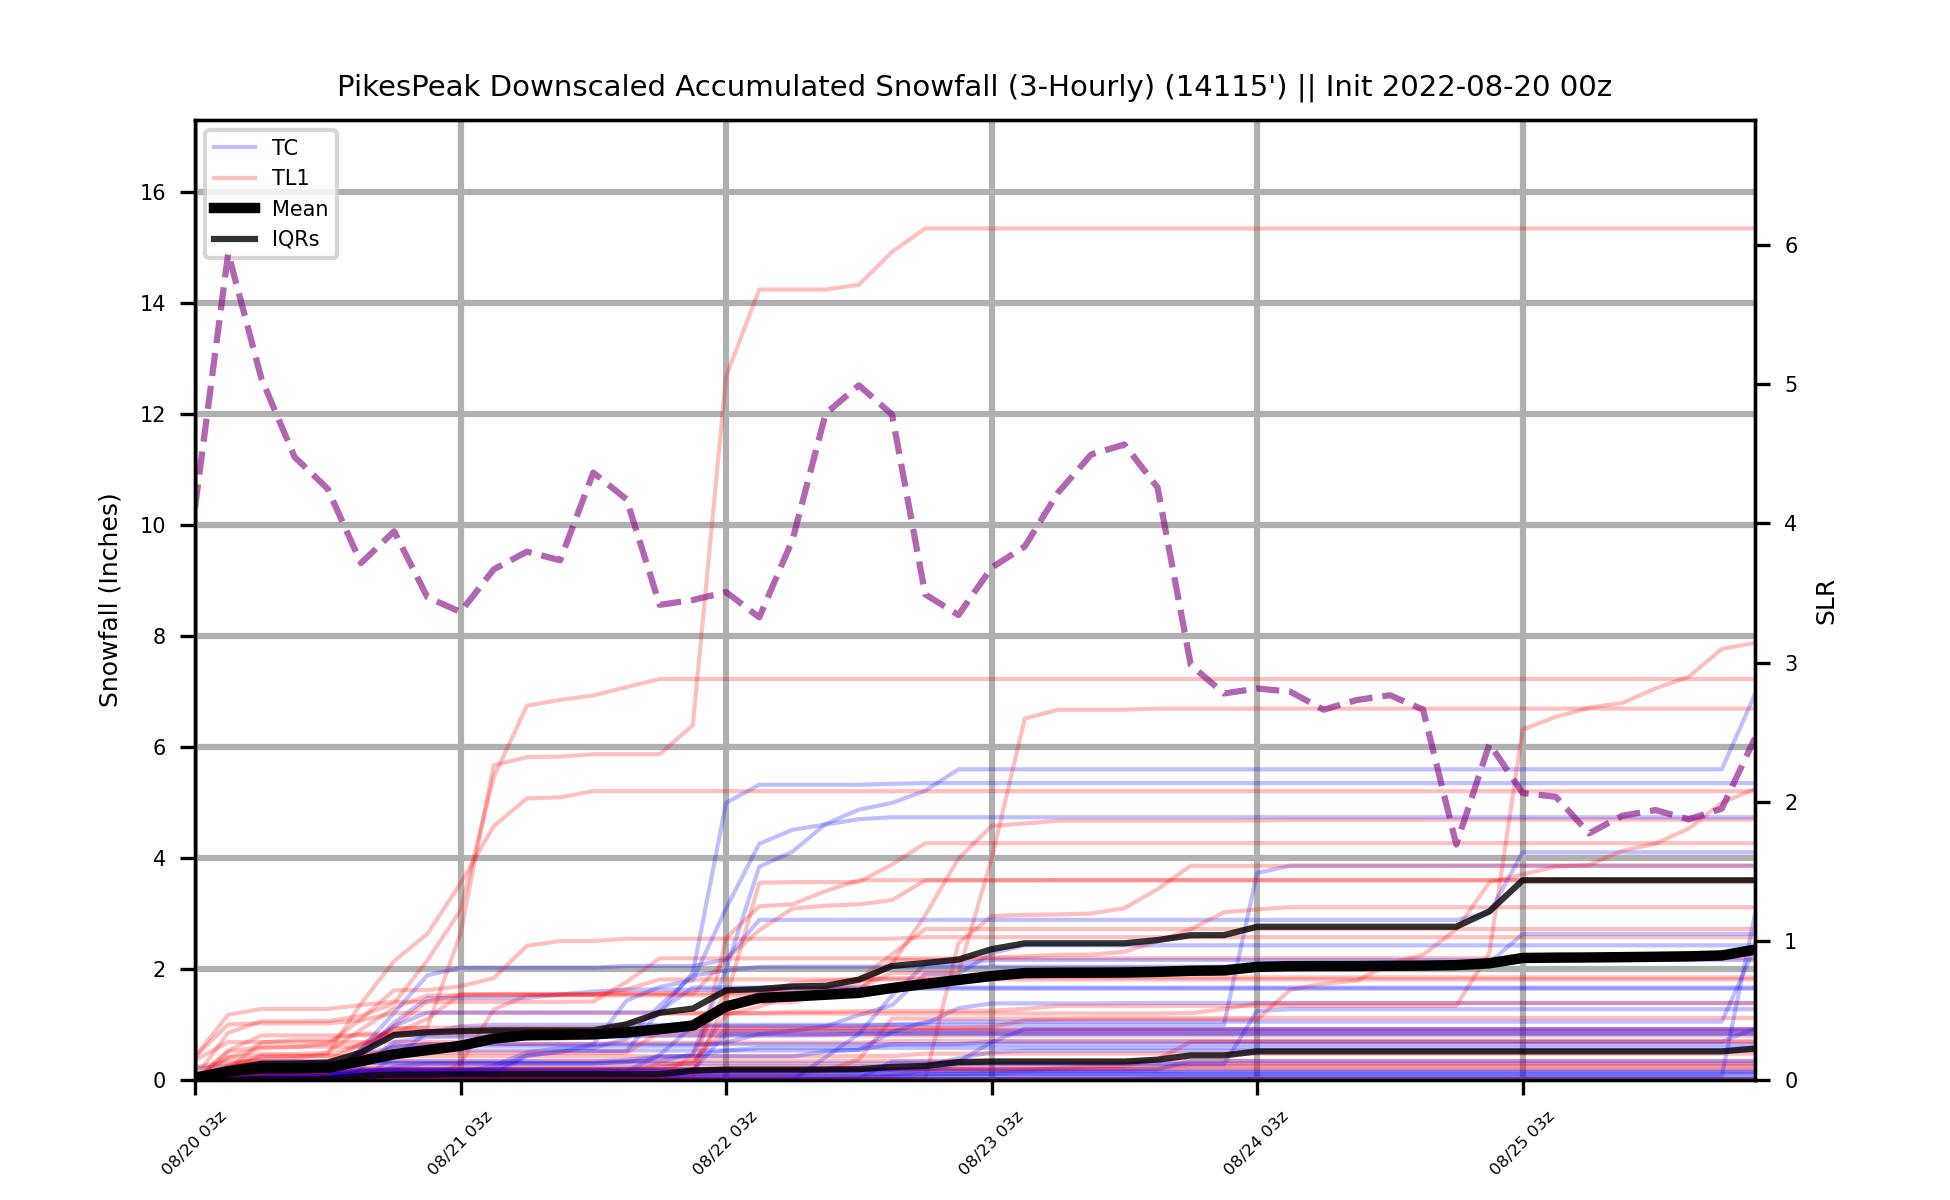 PikesPeak Downscaled Accumulated Snowfall (3-Hourly) (14115') || Init 2022-08-20 00z
TC
TL1
Mean
IQRs
Snowfall (Inches)
16
14
12
10
8
6
4
2
0
SLR
6
5
4
3
2
1
0
08/20 03z
08/21 03z
08/22 03z
08/23 03z
08/24 03z
08/25 03z